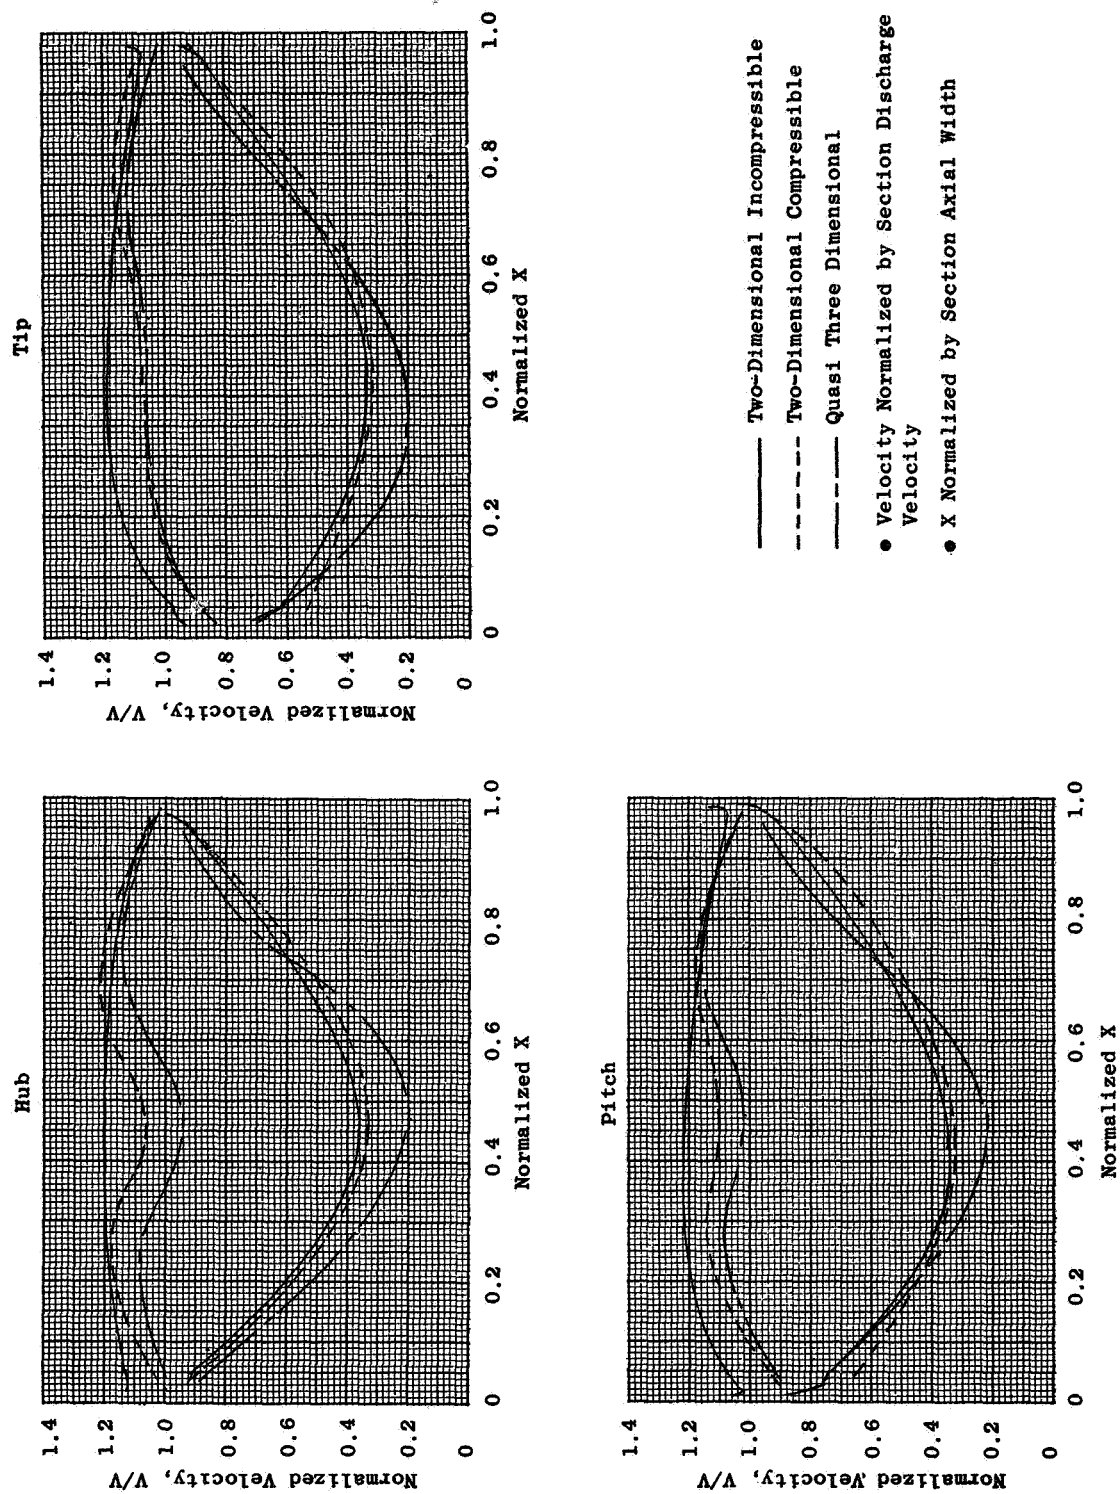 Hub
Normalized Velocity, V/V
1.4
1.2
1.0
0.8
0.6
0.4
0.2
0
0
0.2
0.4
0.6
0.8
1.0
Normalized X
Tip
Normalized Velocity, V/V
1.4
1.2
1.0
0.8
0.6
0.4
0.2
0
0
0.2
0.4
0.6
0.8
1.0
Normalized X
Pitch
Normalized Velocity, V/V
1.4
1.2
1.0
0.8
0.6
0.4
0.2
0
0
0.2
0.4
0.6
0.8
1.0
Normalized X
Two-Dimensional Incompressible
Two-Dimensional Compressible
Quasi Three Dimensional
● Velocity Normalized by Section Discharge
Velocity
● X Normalized by Section Axial Width